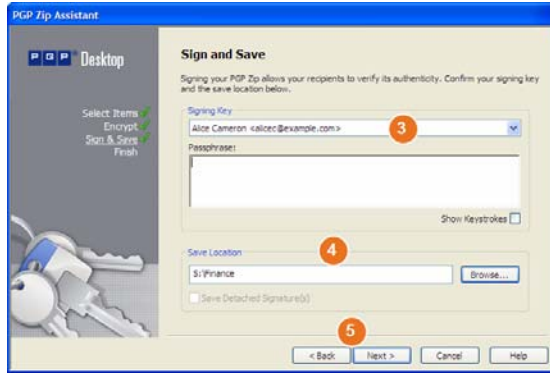 PGP Zip Assistant
PGP Desktop
Select Items
Encrypt
Sign & Save
Finish
Sign and Save
Signing your PGP Zip allows your recipients to verify its authenticity. Confirm your signing key
and the save location below.
Signing Key
Alice Cameron <alicec@example.com>
3
Passphrase:
Show Keystrokes
4
Save Location
S:\Finance
Browse...
Save Detached Signature(s)
5
< Back
Next >
Cancel
Help